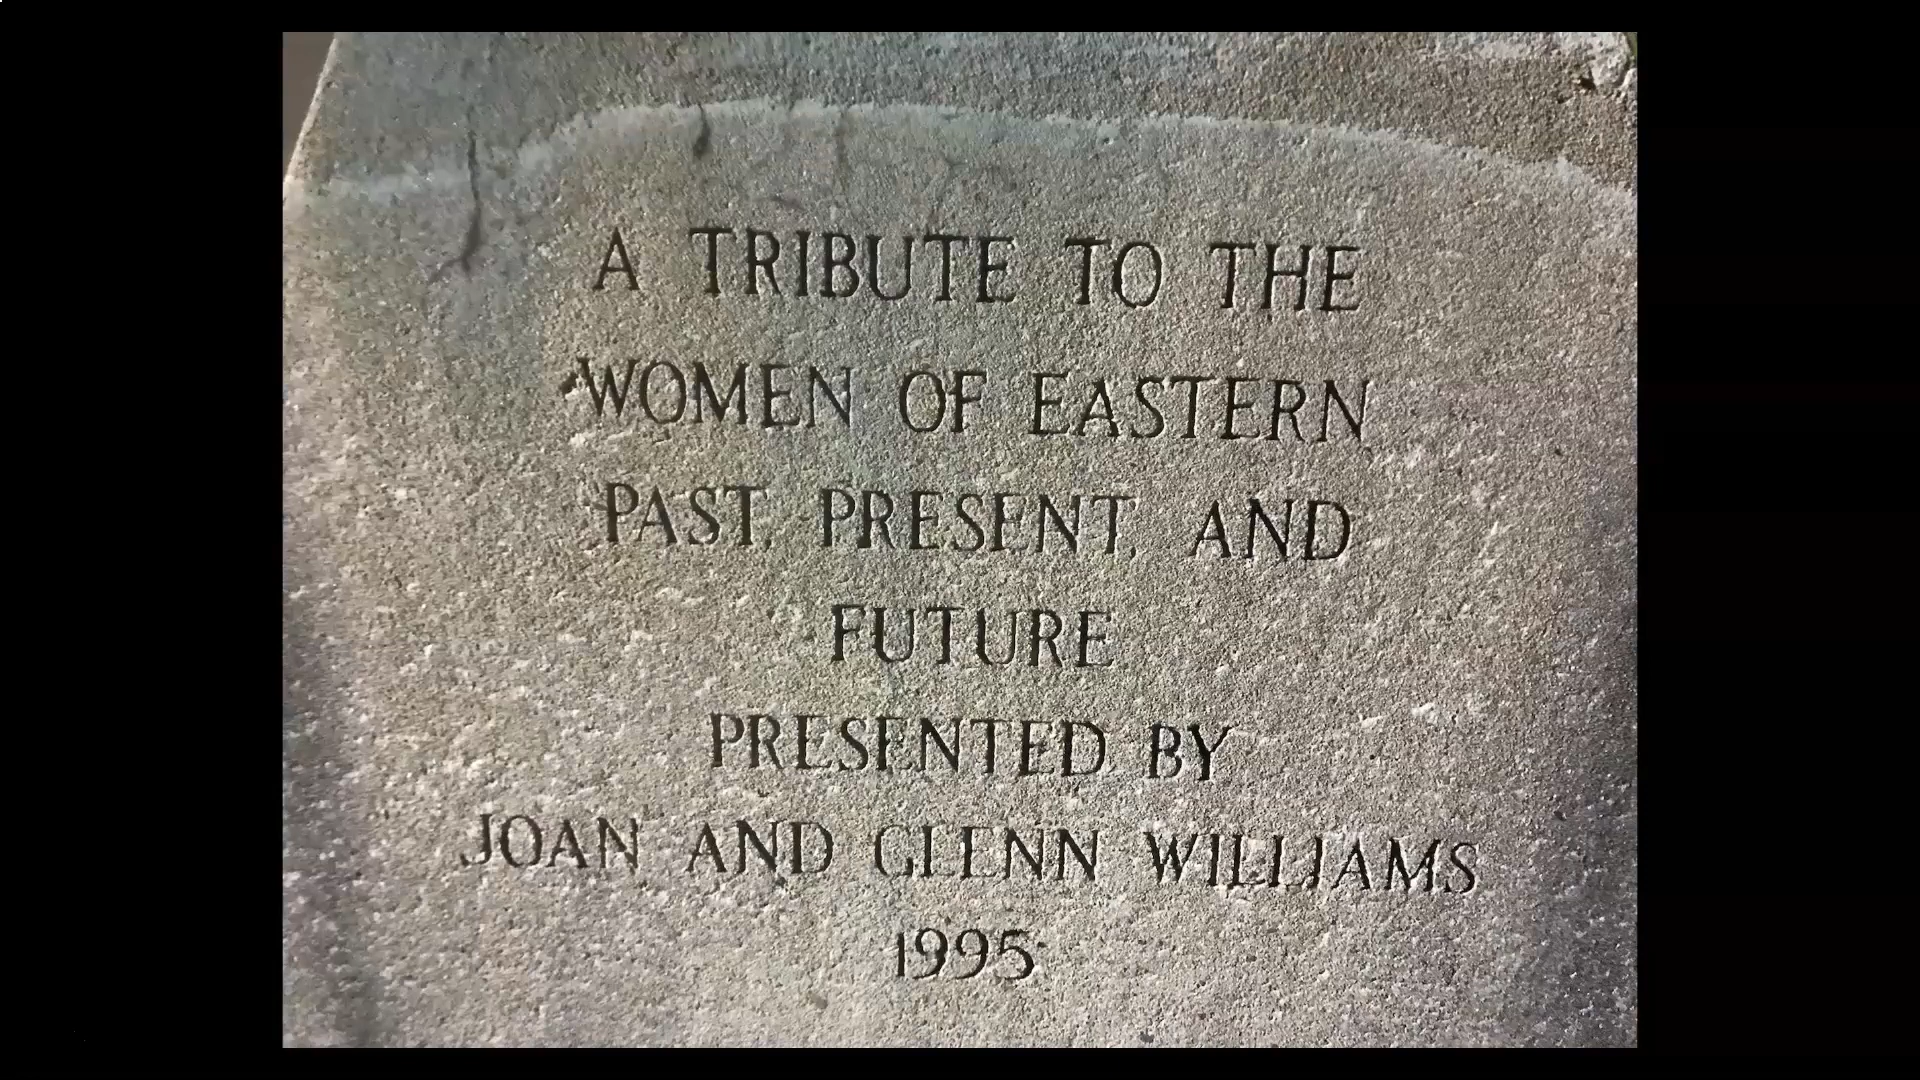 A TRIBUTE TO THE
WOMEN OF EASTERN
PAST, PRESENT, AND
FUTURE
PRESENTED BY
JOAN AND GLENN WILLIAMS
1995